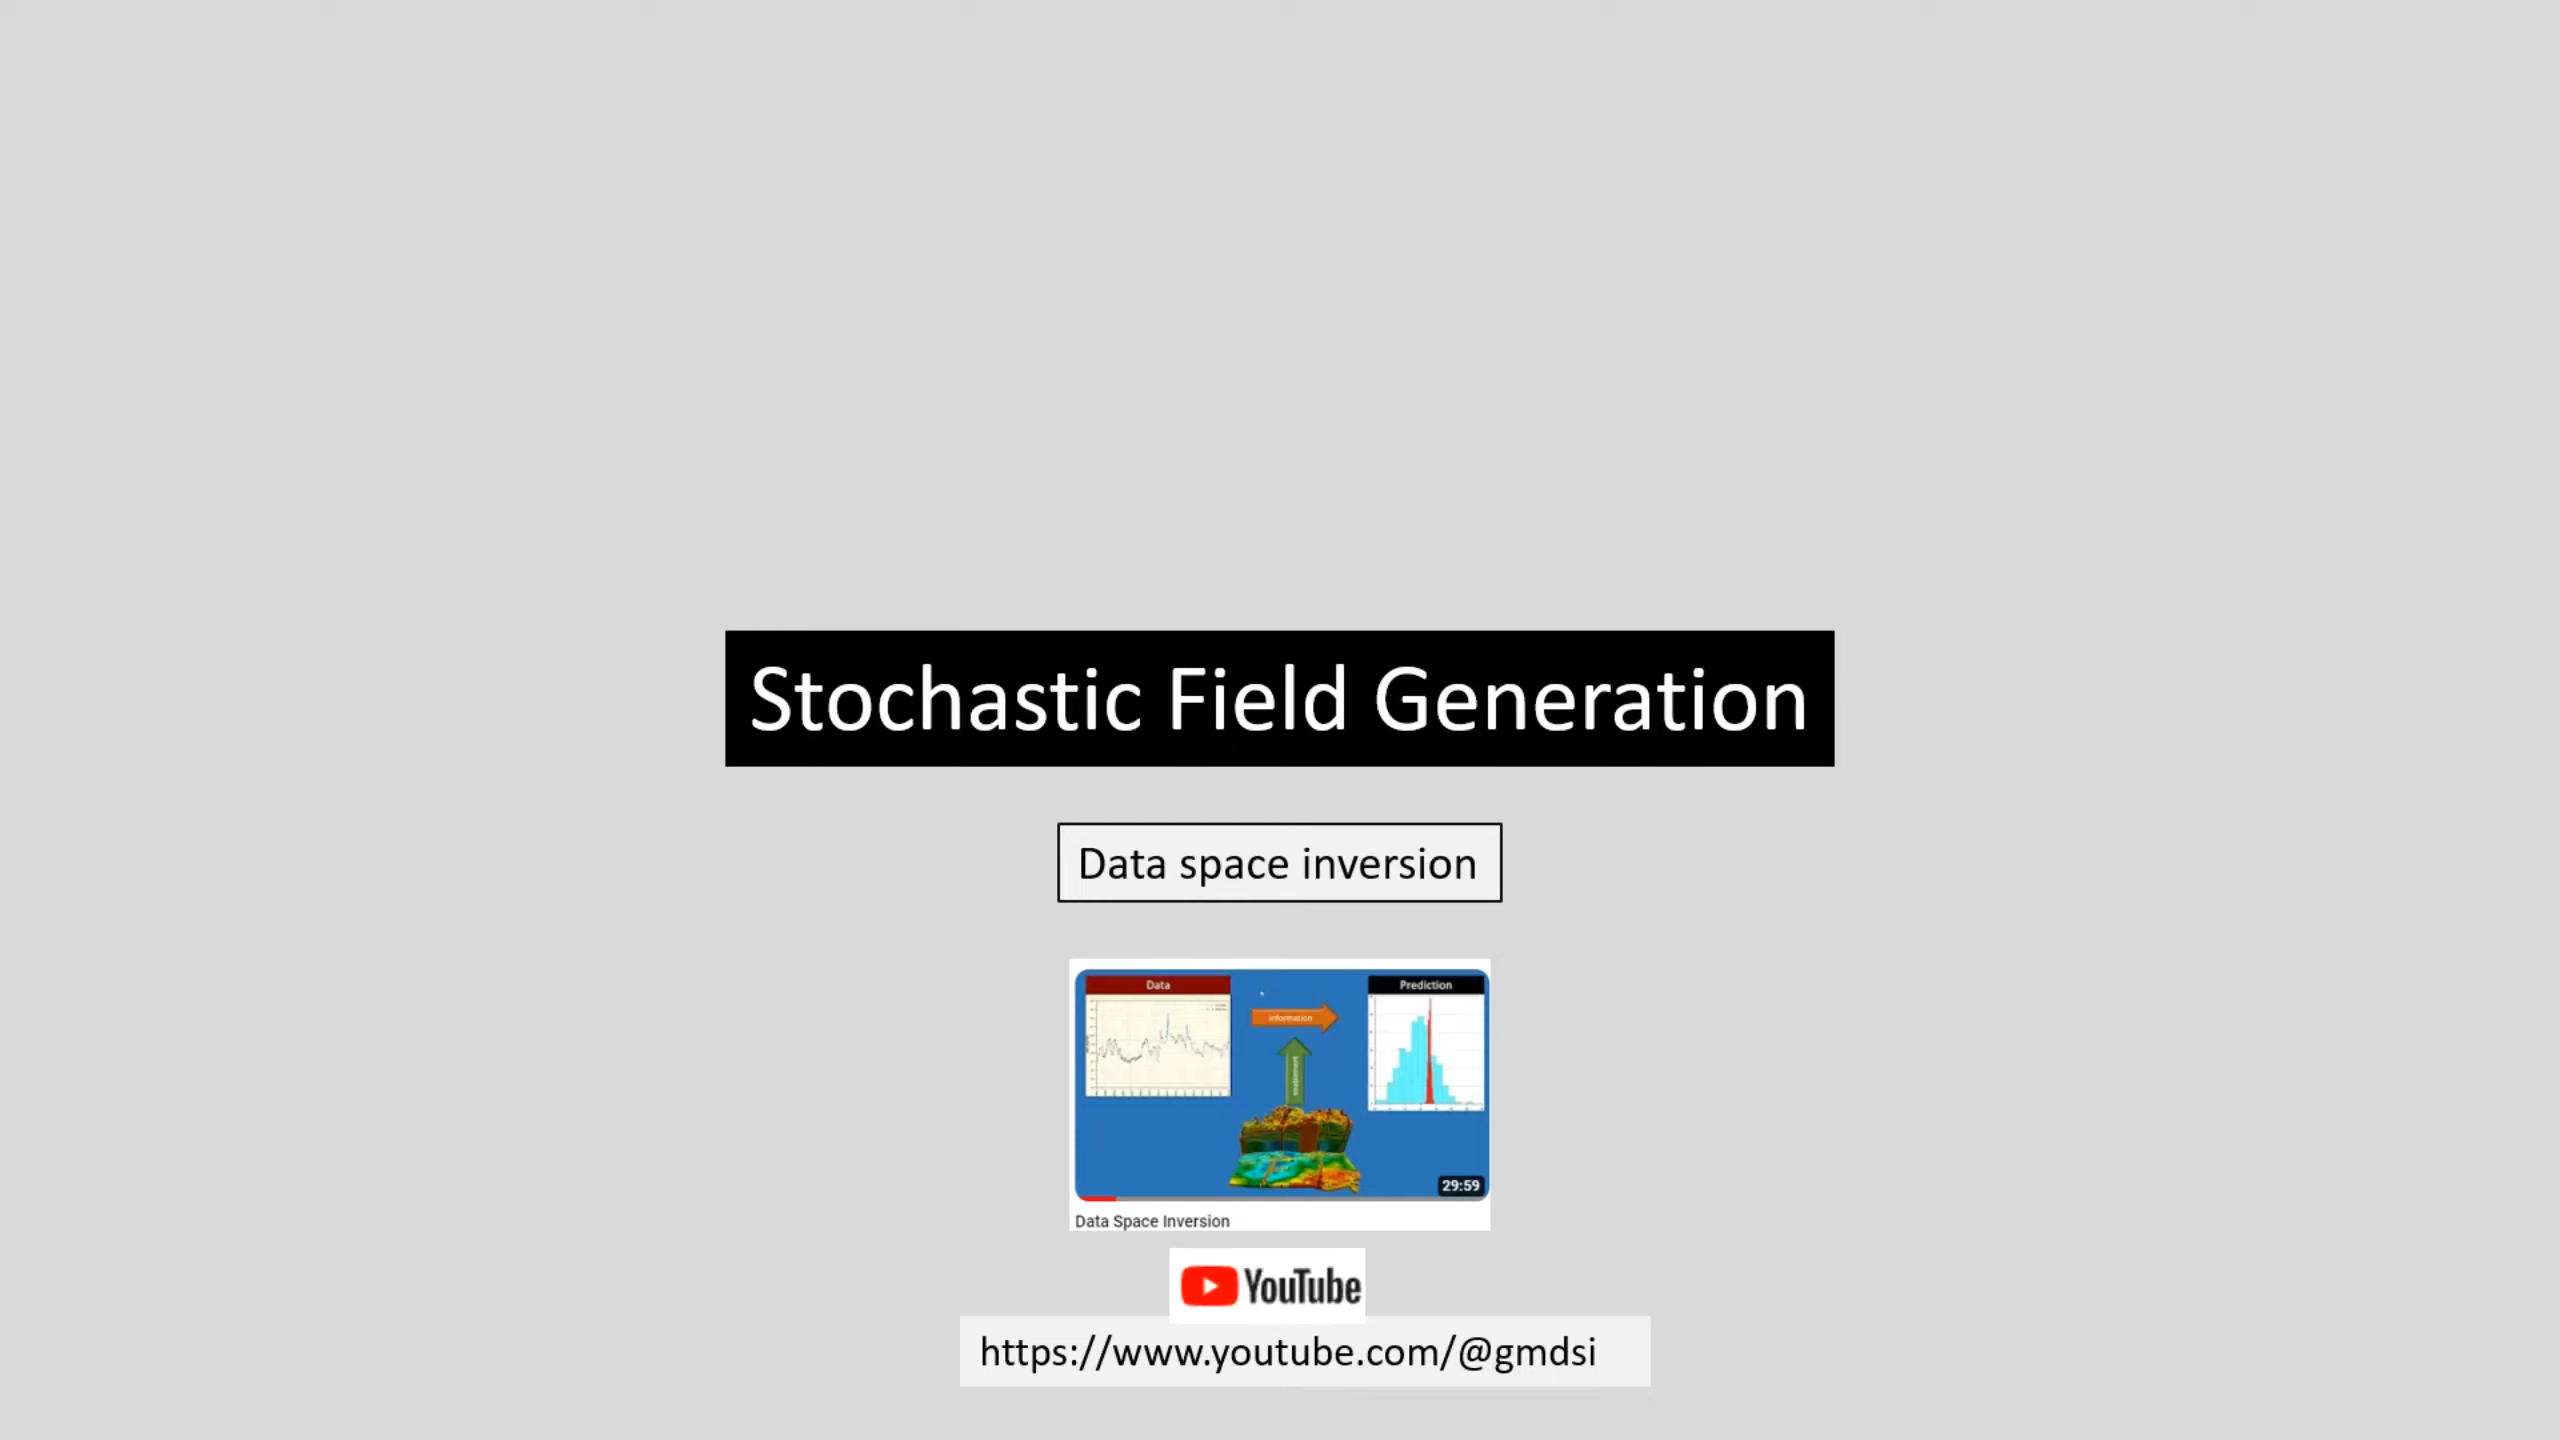 Stochastic Field Generation
Data space inversion
Data
Prediction
information
enablement
29:59
Data Space Inversion
YouTube
https://www.youtube.com/@gmdsi